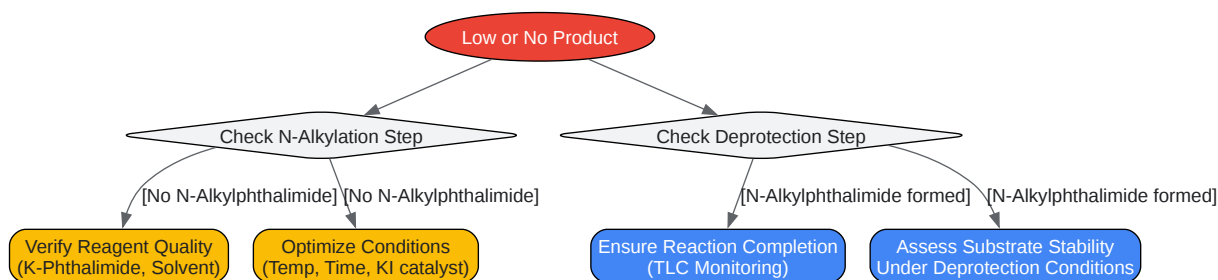 Low or No Product
Check N-Alkylation Step
Check Deprotection Step
[No N-Alkylphthalimide]
[No N-Alkylphthalimide]
[N-Alkylphthalimide formed]
[N-Alkylphthalimide formed]
Verify Reagent Quality
(K-Phthalimide, Solvent)
Optimize Conditions
(Temp, Time, KI catalyst)
Ensure Reaction Completion
(TLC Monitoring)
Assess Substrate Stability
Under Deprotection Conditions